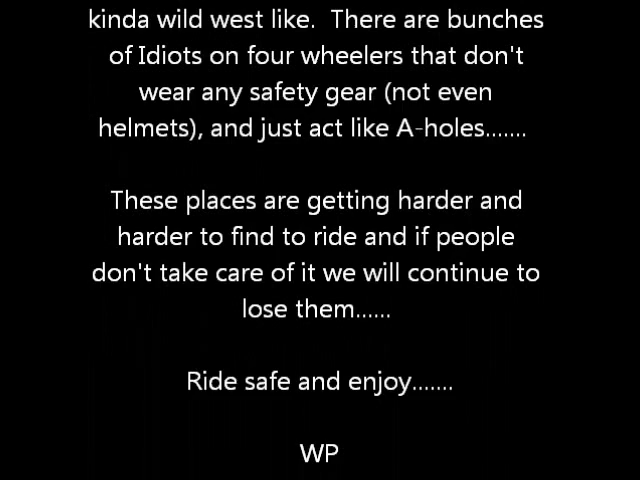 kinda wild west like.  There are bunches
of Idiots on four wheelers that don't
wear any safety gear (not even
helmets), and just act like A-holes.......
These places are getting harder and
harder to find to ride and if people
don't take care of it we will continue to
lose them......
Ride safe and enjoy.......
WP